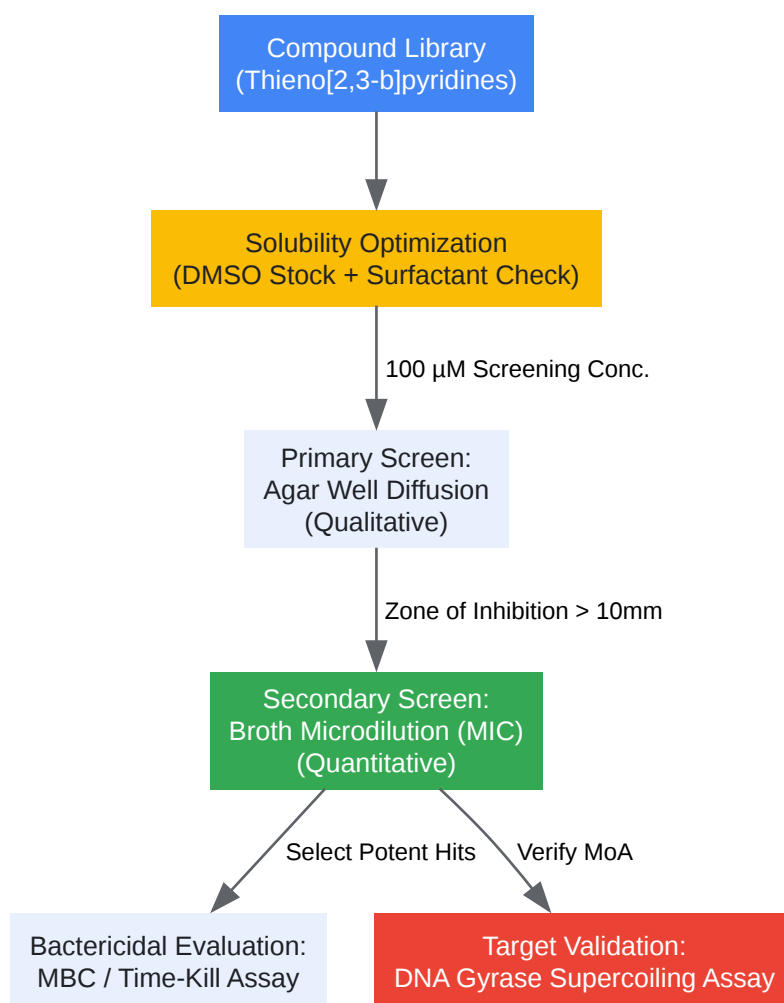 Compound Library
(Thieno[2,3-b]pyridines)
Solubility Optimization
(DMSO Stock + Surfactant Check)
100 µM Screening Conc.
Primary Screen:
Agar Well Diffusion
(Qualitative)
Zone of Inhibition > 10mm
Secondary Screen:
Broth Microdilution (MIC)
(Quantitative)
Select Potent Hits
Verify MoA
Bactericidal Evaluation:
MBC / Time-Kill Assay
Target Validation:
DNA Gyrase Supercoiling Assay